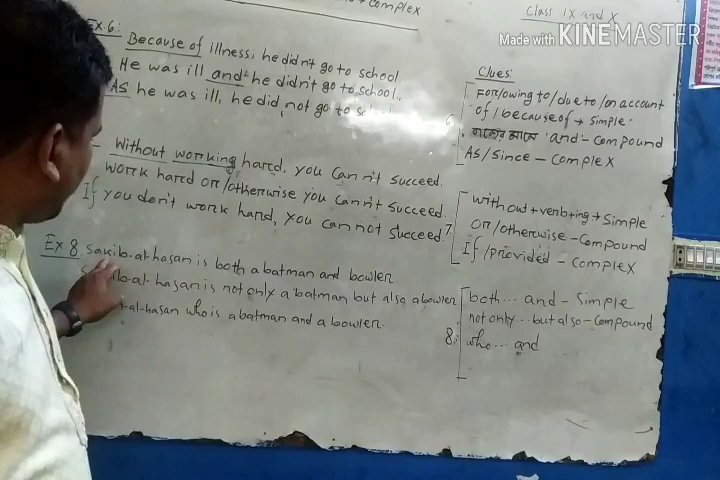 + complex
Class IX and X
Made with KINEMASTER
Ex.6: Because of illness, he didn't go to school
He was ill and he didn't go to school.
As he was ill, he did not go to
Without working hard, you cann't succeed.
Work hard or/otherwise you cann't succeed.
If you don't work hard, you cannot succeed
Ex 8 Sakib-al-hasan is both a batman and bowler
-al-hasan is not only a batman but also a bowler
-al-hasan who is a batman and a bowler.
Clues:
6. For/owing to/due to/on account
of/because of → simple
and - compound
As/Since - complex
7. without+verb+ing → simple
or/otherwise - compound
If/provided - complex
8. both... and - simple
not only... but also - compound
who... and